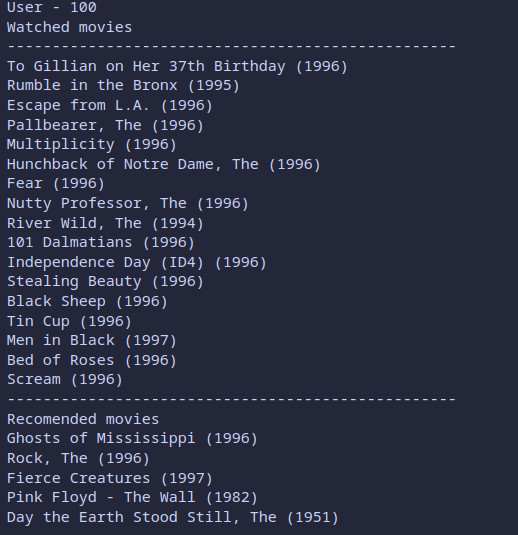 User - 100
Watched movies
--------------------------------------------------
To Gillian on Her 37th Birthday (1996)
Rumble in the Bronx (1995)
Escape from L.A. (1996)
Pallbearer, The (1996)
Multiplicity (1996)
Hunchback of Notre Dame, The (1996)
Fear (1996)
Nutty Professor, The (1996)
River Wild, The (1994)
101 Dalmatians (1996)
Independence Day (ID4) (1996)
Stealing Beauty (1996)
Black Sheep (1996)
Tin Cup (1996)
Men in Black (1997)
Bed of Roses (1996)
Scream (1996)
--------------------------------------------------
Recomended movies
Ghosts of Mississippi (1996)
Rock, The (1996)
Fierce Creatures (1997)
Pink Floyd - The Wall (1982)
Day the Earth Stood Still, The (1951)